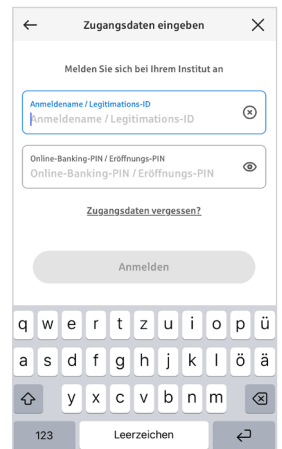 Zugangsdaten eingeben
Melden Sie sich bei Ihrem Institut an
Anmeldename / Legitimations-ID
Anmeldename / Legitimations-ID
Online-Banking-PIN / Eröffnungs-PIN
Online-Banking-PIN / Eröffnungs-PIN
Zugangsdaten vergessen?
Anmelden
q w e r t z u i o p ü
a s d f g h j k l ö ä
y x c v b n m
123 Leerzeichen